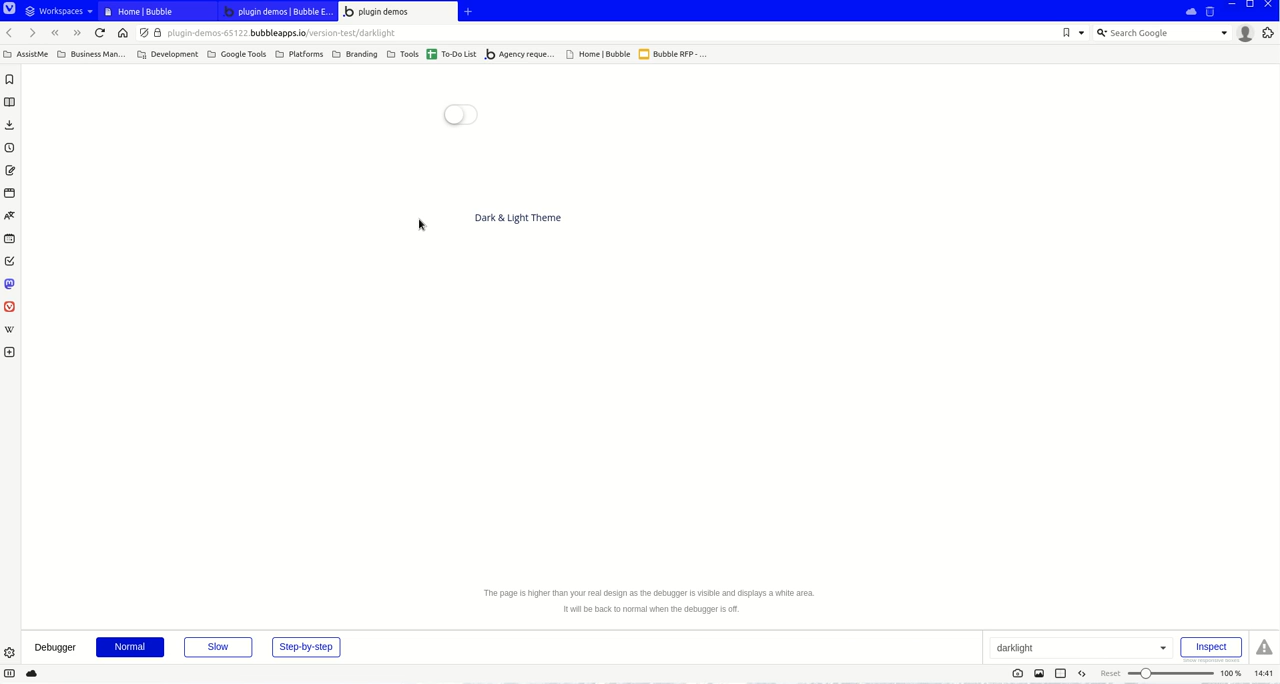 Workspaces Home | Bubble plugin demos | Bubble E... plugin demos
plugin-demos-65122.bubbleapps.io/version-test/darklight Search Google
AssistMe Business Man... Development Google Tools Platforms Branding Tools To-Do List Agency reque... Home | Bubble Bubble RFP - ...
Dark & Light Theme
The page is higher than your real design as the debugger is visible and displays a white area.
It will be back to normal when the debugger is off.
Debugger Normal Slow Step-by-step darklight Inspect
Reset 100 % 14:41